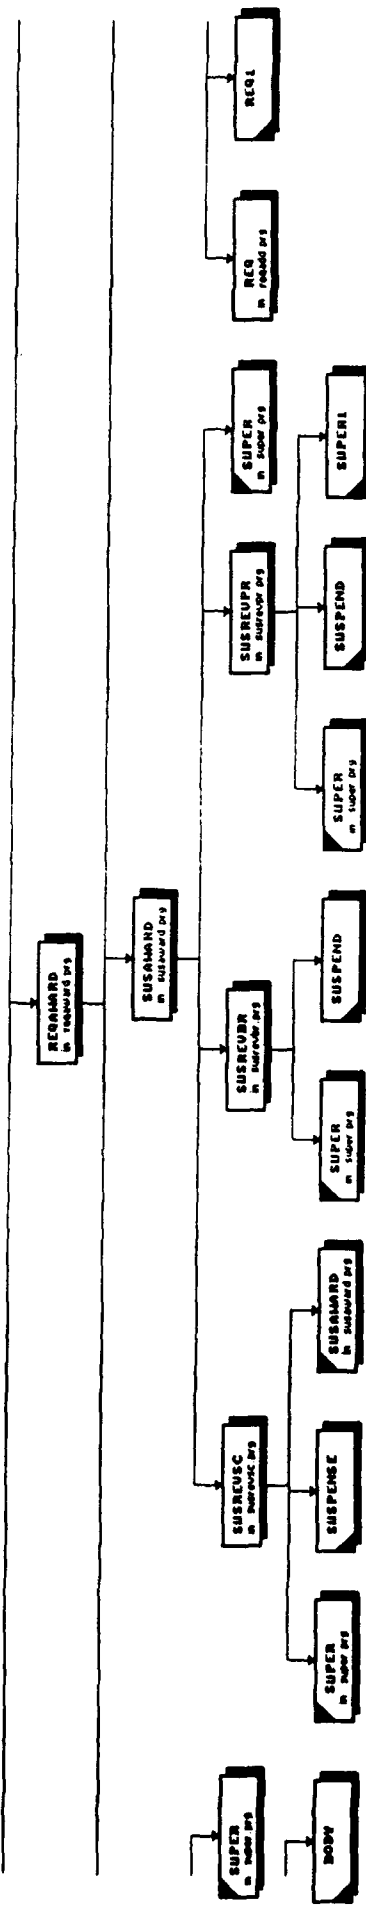 REQAWARD
in reqaward.prg
SUSAWARD
in susaward.prg
SUPER
in super.prg
SUSREVSC
in susrevsc.prg
SUSREVBR
in susrevbr.prg
SUSREVPR
in susrevpr.prg
SUPER
in super.prg
REQ
in reqadd.prg
REQ1
BODY
SUPER
in super.prg
SUSPENSE
SUSAWARD
in susaward.prg
SUPER
in super.prg
SUSPEND
SUPER
in super.prg
SUSPEND
SUPER1